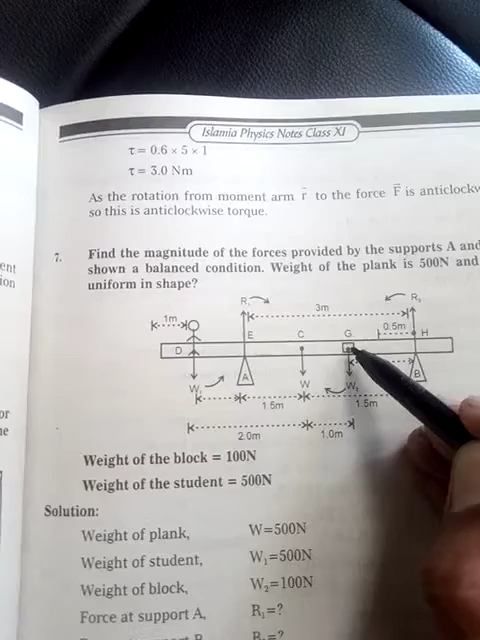 Islamia Physics Notes Class XI
τ = 0.6 × 5 × 1
τ = 3.0 Nm
As the rotation from moment arm r⃗ to the force F⃗ is anticlockw
so this is anticlockwise torque.
7. Find the magnitude of the forces provided by the supports A and
shown a balanced condition. Weight of the plank is 500N and
uniform in shape?
R₁ R₂
3m
1m 0.5m
E C G H
D
A B
W₁ W W₂
1.5m 1.5m
2.0m 1.0m
Weight of the block = 100N
Weight of the student = 500N
Solution:
Weight of plank, W=500N
Weight of student, W₁=500N
Weight of block, W₂=100N
Force at support A, R₁=?
R₂=?
ent
ion
or
ne